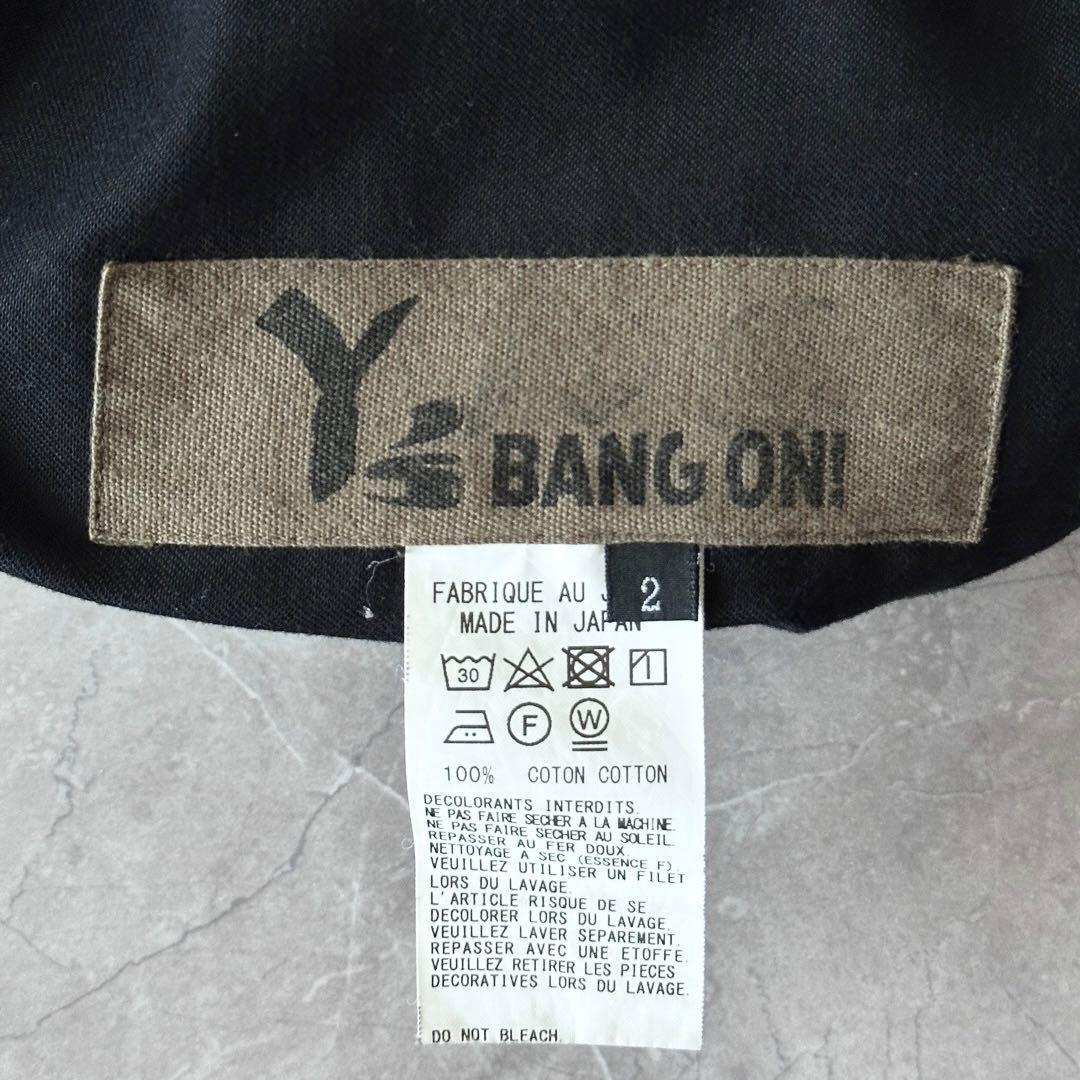 Y's BANG ON!
2
FABRIQUE AU J
MADE IN JAPAN
30
F
W
100% COTON COTTON
DECOLORANTS INTERDITS.
NE PAS FAIRE SECHER A LA MACHINE.
NE PAS FAIRE SECHER AU SOLEIL.
REPASSER AU FER DOUX.
NETTOYAGE A SEC (ESSENCE F).
VEUILLEZ UTILISER UN FILET
LORS DU LAVAGE.
L'ARTICLE RISQUE DE SE
DECOLORER LORS DU LAVAGE.
VEUILLEZ LAVER SEPAREMENT.
REPASSER AVEC UNE ETOFFE.
VEUILLEZ RETIRER LES PIECES
DECORATIVES LORS DU LAVAGE.
DO NOT BLEACH.